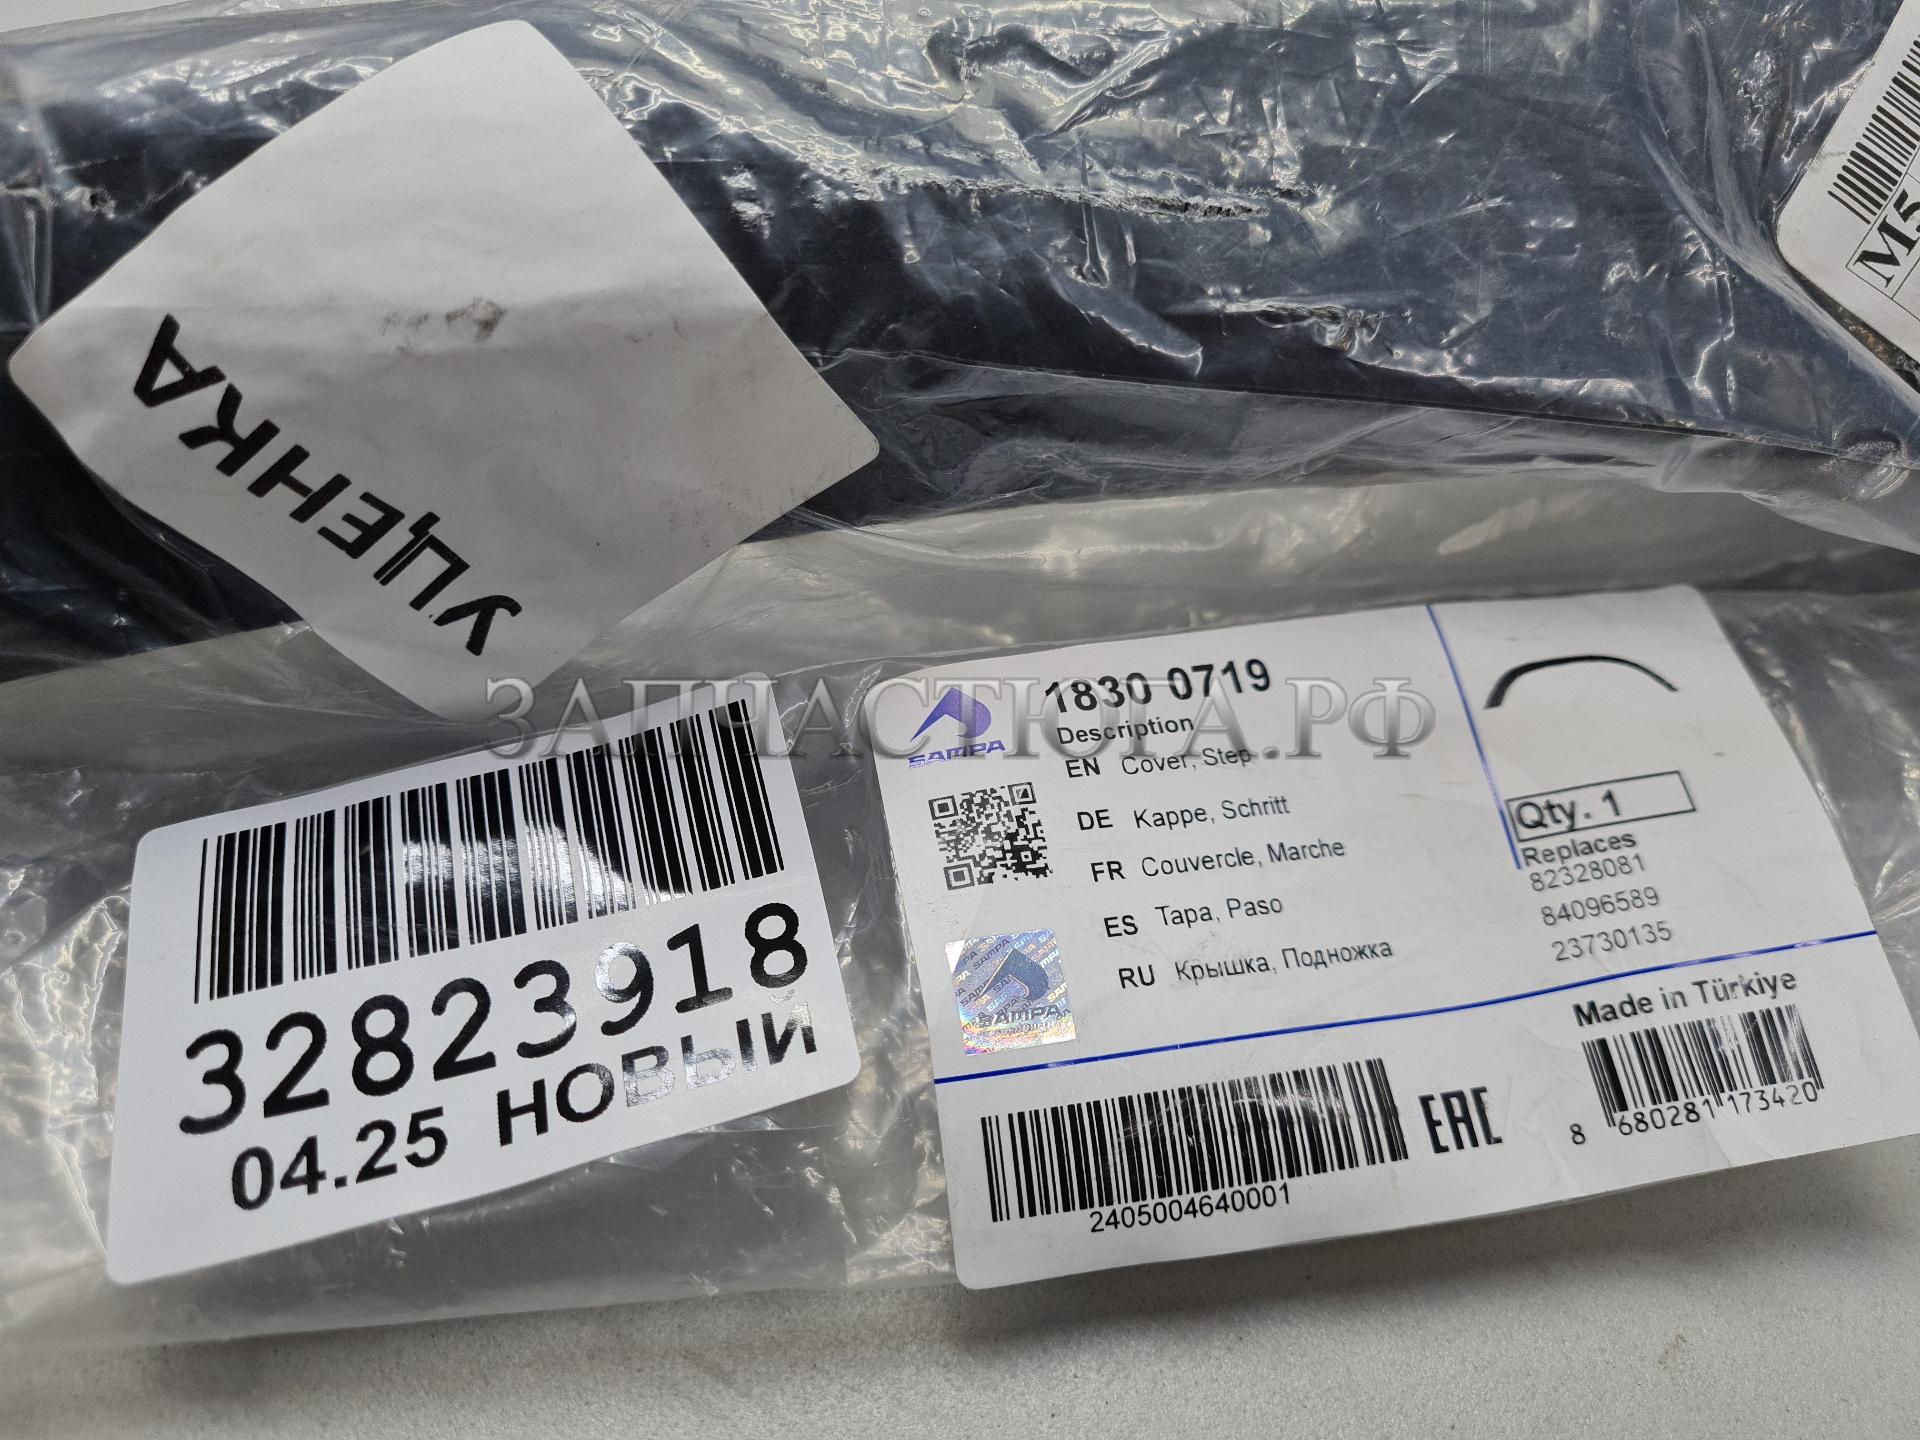 УЦЕНКА
M5
ЗАПЧАСТЮГА.РФ
32823918
04.25 НОВЫЙ
SAMPA
1830 0719
Description
EN Cover, Step
DE Kappe, Schritt
FR Couvercle, Marche
ES Tapa, Paso
RU Крышка, Подножка
Qty. 1
Replaces
82328081
84096589
23730135
Made in Türkiye
SAMPA
2405004640001
EAC
8 680281 173420